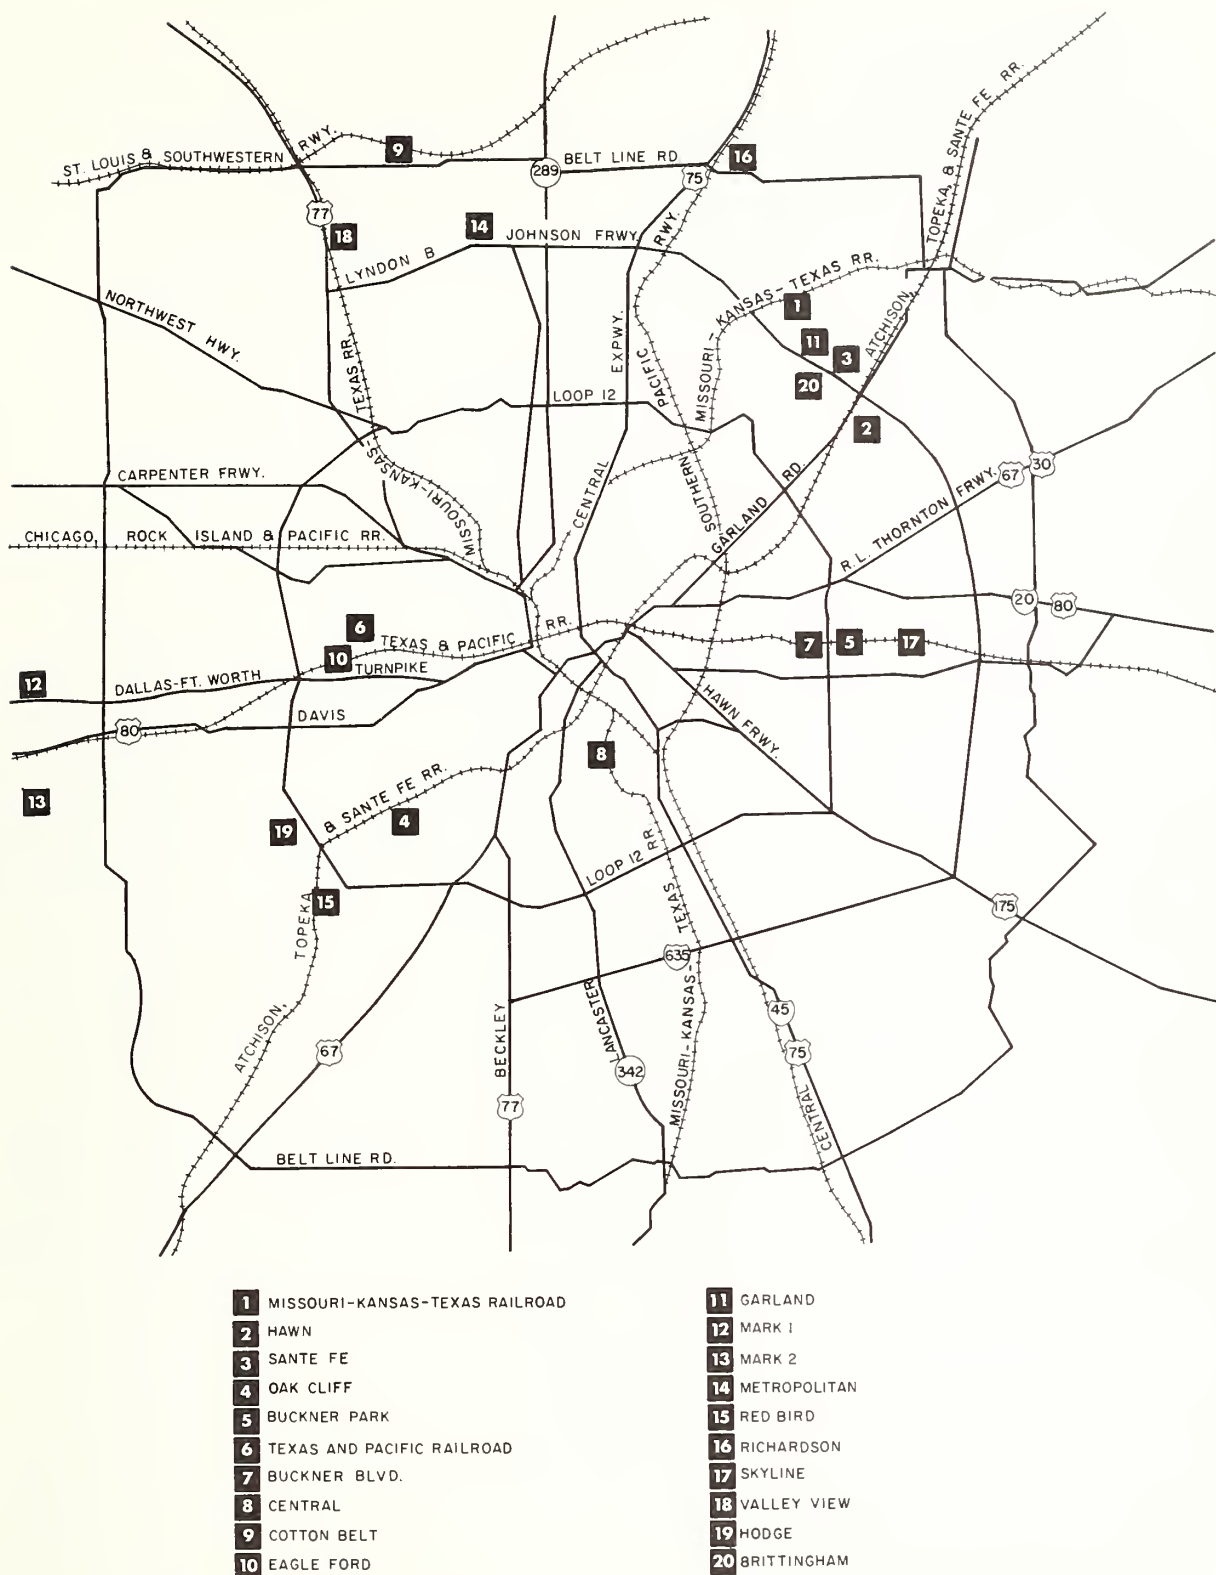 ST. LOUIS & SOUTHWESTERN RWY.
9
BELT LINE RD
16
289
75
TOPEKA, & SANTE FE RR.
77
18
14
LYNDON B JOHNSON FRWY.
RWY.
MISSOURI-KANSAS-TEXAS RR.
1
NORTHWEST HWY.
TEXAS RR.
EXPWY.
PACIFIC
11
3
ATCHISON,
20
LOOP 12
2
CARPENTER FRWY.
MISSOURI-KANSAS-
CENTRAL
SOUTHERN
GARLAND RD.
67
30
CHICAGO, ROCK ISLAND & PACIFIC RR.
R.L. THORNTON FRWY.
20
80
6
TEXAS & PACIFIC RR.
10
7
5
17
12
DALLAS-FT. WORTH TURNPIKE
80
DAVIS
HAWN FRWY.
8
13
& SANTE FE RR.
4
19
LOOP 12
RR.
15
TOPEKA
TEXAS
175
635
ATCHISON,
BECKLEY
LANCASTER
MISSOURI-KANSAS-
45
67
342
75
77
CENTRAL
BELT LINE RD.
1 MISSOURI-KANSAS-TEXAS RAILROAD
2 HAWN
3 SANTE FE
4 OAK CLIFF
5 BUCKNER PARK
6 TEXAS AND PACIFIC RAILROAD
7 BUCKNER BLVD.
8 CENTRAL
9 COTTON BELT
10 EAGLE FORD
11 GARLAND
12 MARK 1
13 MARK 2
14 METROPOLITAN
15 RED BIRD
16 RICHARDSON
17 SKYLINE
18 VALLEY VIEW
19 HODGE
20 BRITTINGHAM